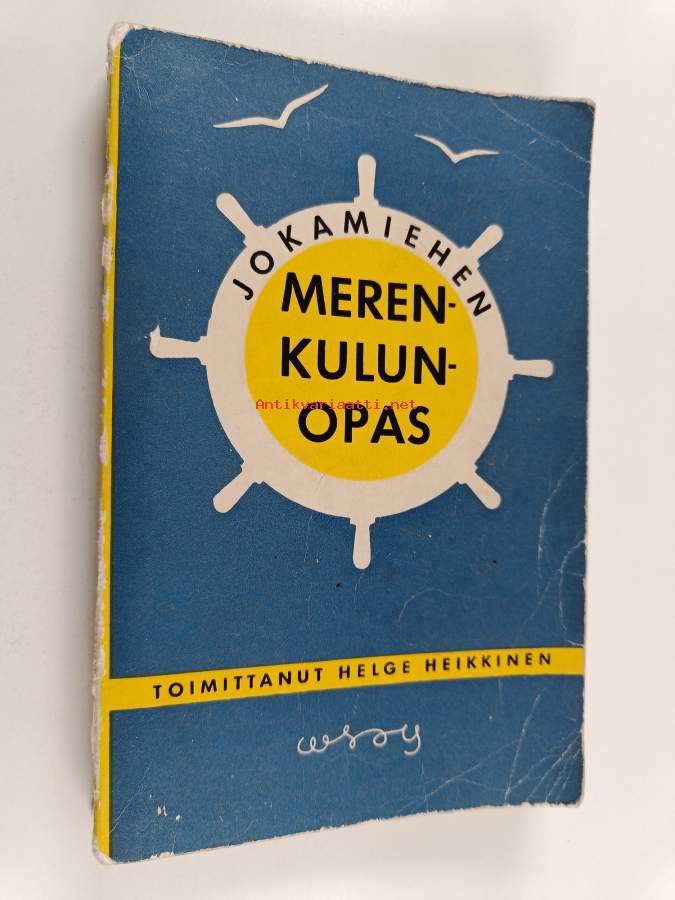 JOKAMIEHEN
MEREN-
KULUN-
Antikvariaatti.net
OPAS
TOIMITTANUT HELGE HEIKKINEN
wsoy